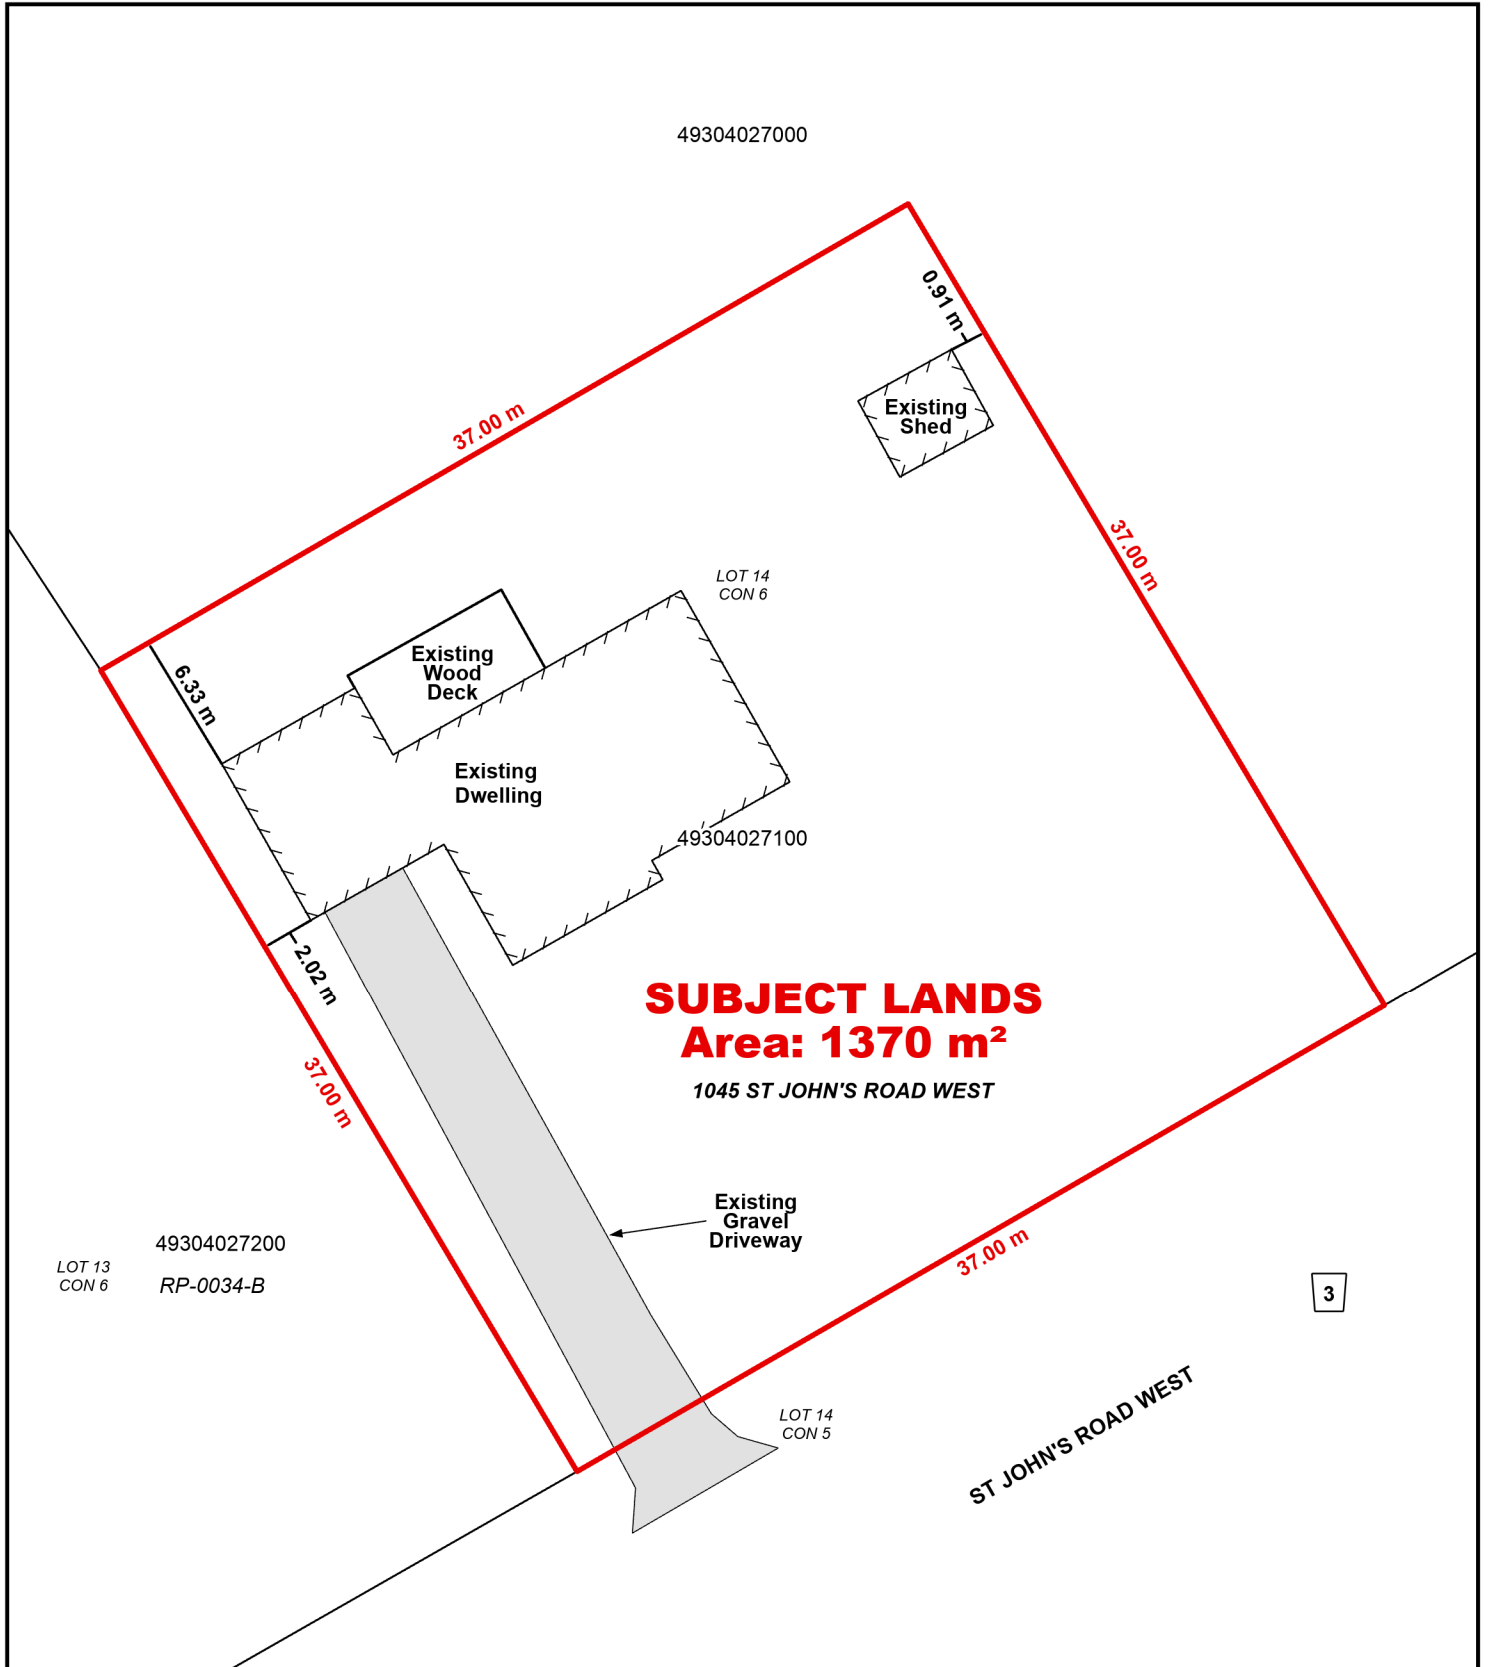 49304027000
0.91 m
37.00 m
Existing
Shed
37.00 m
LOT 14
CON 6
Existing
Wood
Deck
6.33 m
Existing
Dwelling
49304027100
2.02 m
SUBJECT LANDS
Area: 1370 m²
1045 ST JOHN'S ROAD WEST
37.00 m
Existing
Gravel
Driveway
49304027200
LOT 13
CON 6
RP-0034-B
37.00 m
3
LOT 14
CON 5
ST JOHN'S ROAD WEST